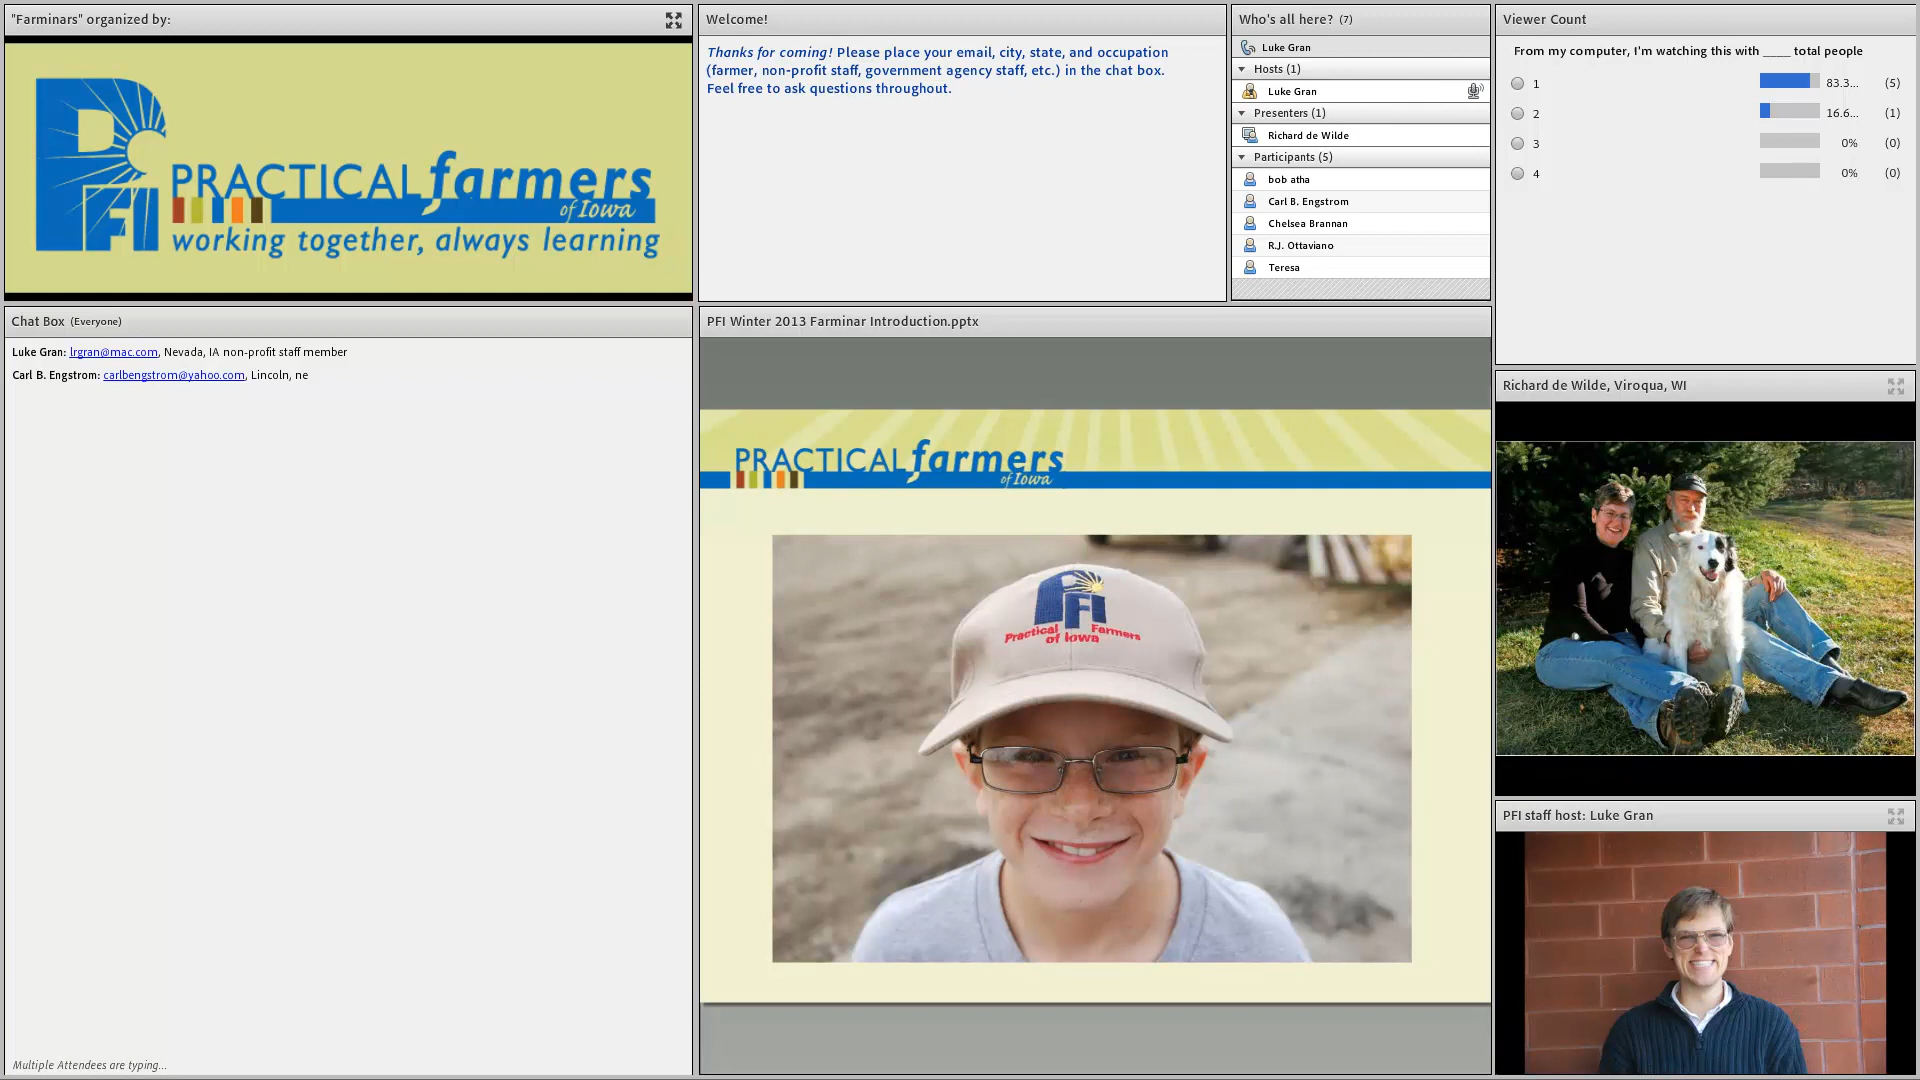 "Farminars" organized by:
PFI
PRACTICAL farmers
of Iowa
working together, always learning
Welcome!
Thanks for coming! Please place your email, city, state, and occupation
(farmer, non-profit staff, government agency staff, etc.) in the chat box.
Feel free to ask questions throughout.
Who's all here? (7)
Luke Gran
Hosts (1)
Luke Gran
Presenters (1)
Richard de Wilde
Participants (5)
bob atha
Carl B. Engstrom
Chelsea Brannan
R.J. Ottaviano
Teresa
Viewer Count
From my computer, I'm watching this with ____ total people
1 83.3... (5)
2 16.6... (1)
3 0% (0)
4 0% (0)
Chat Box (Everyone)
Luke Gran: lrgran@mac.com, Nevada, IA non-profit staff member
Carl B. Engstrom: carlbengstrom@yahoo.com, Lincoln, ne
Multiple Attendees are typing...
PFI Winter 2013 Farminar Introduction.pptx
PRACTICAL farmers
of Iowa
PFI
Practical Farmers
of Iowa
Richard de Wilde, Viroqua, WI
PFI staff host: Luke Gran